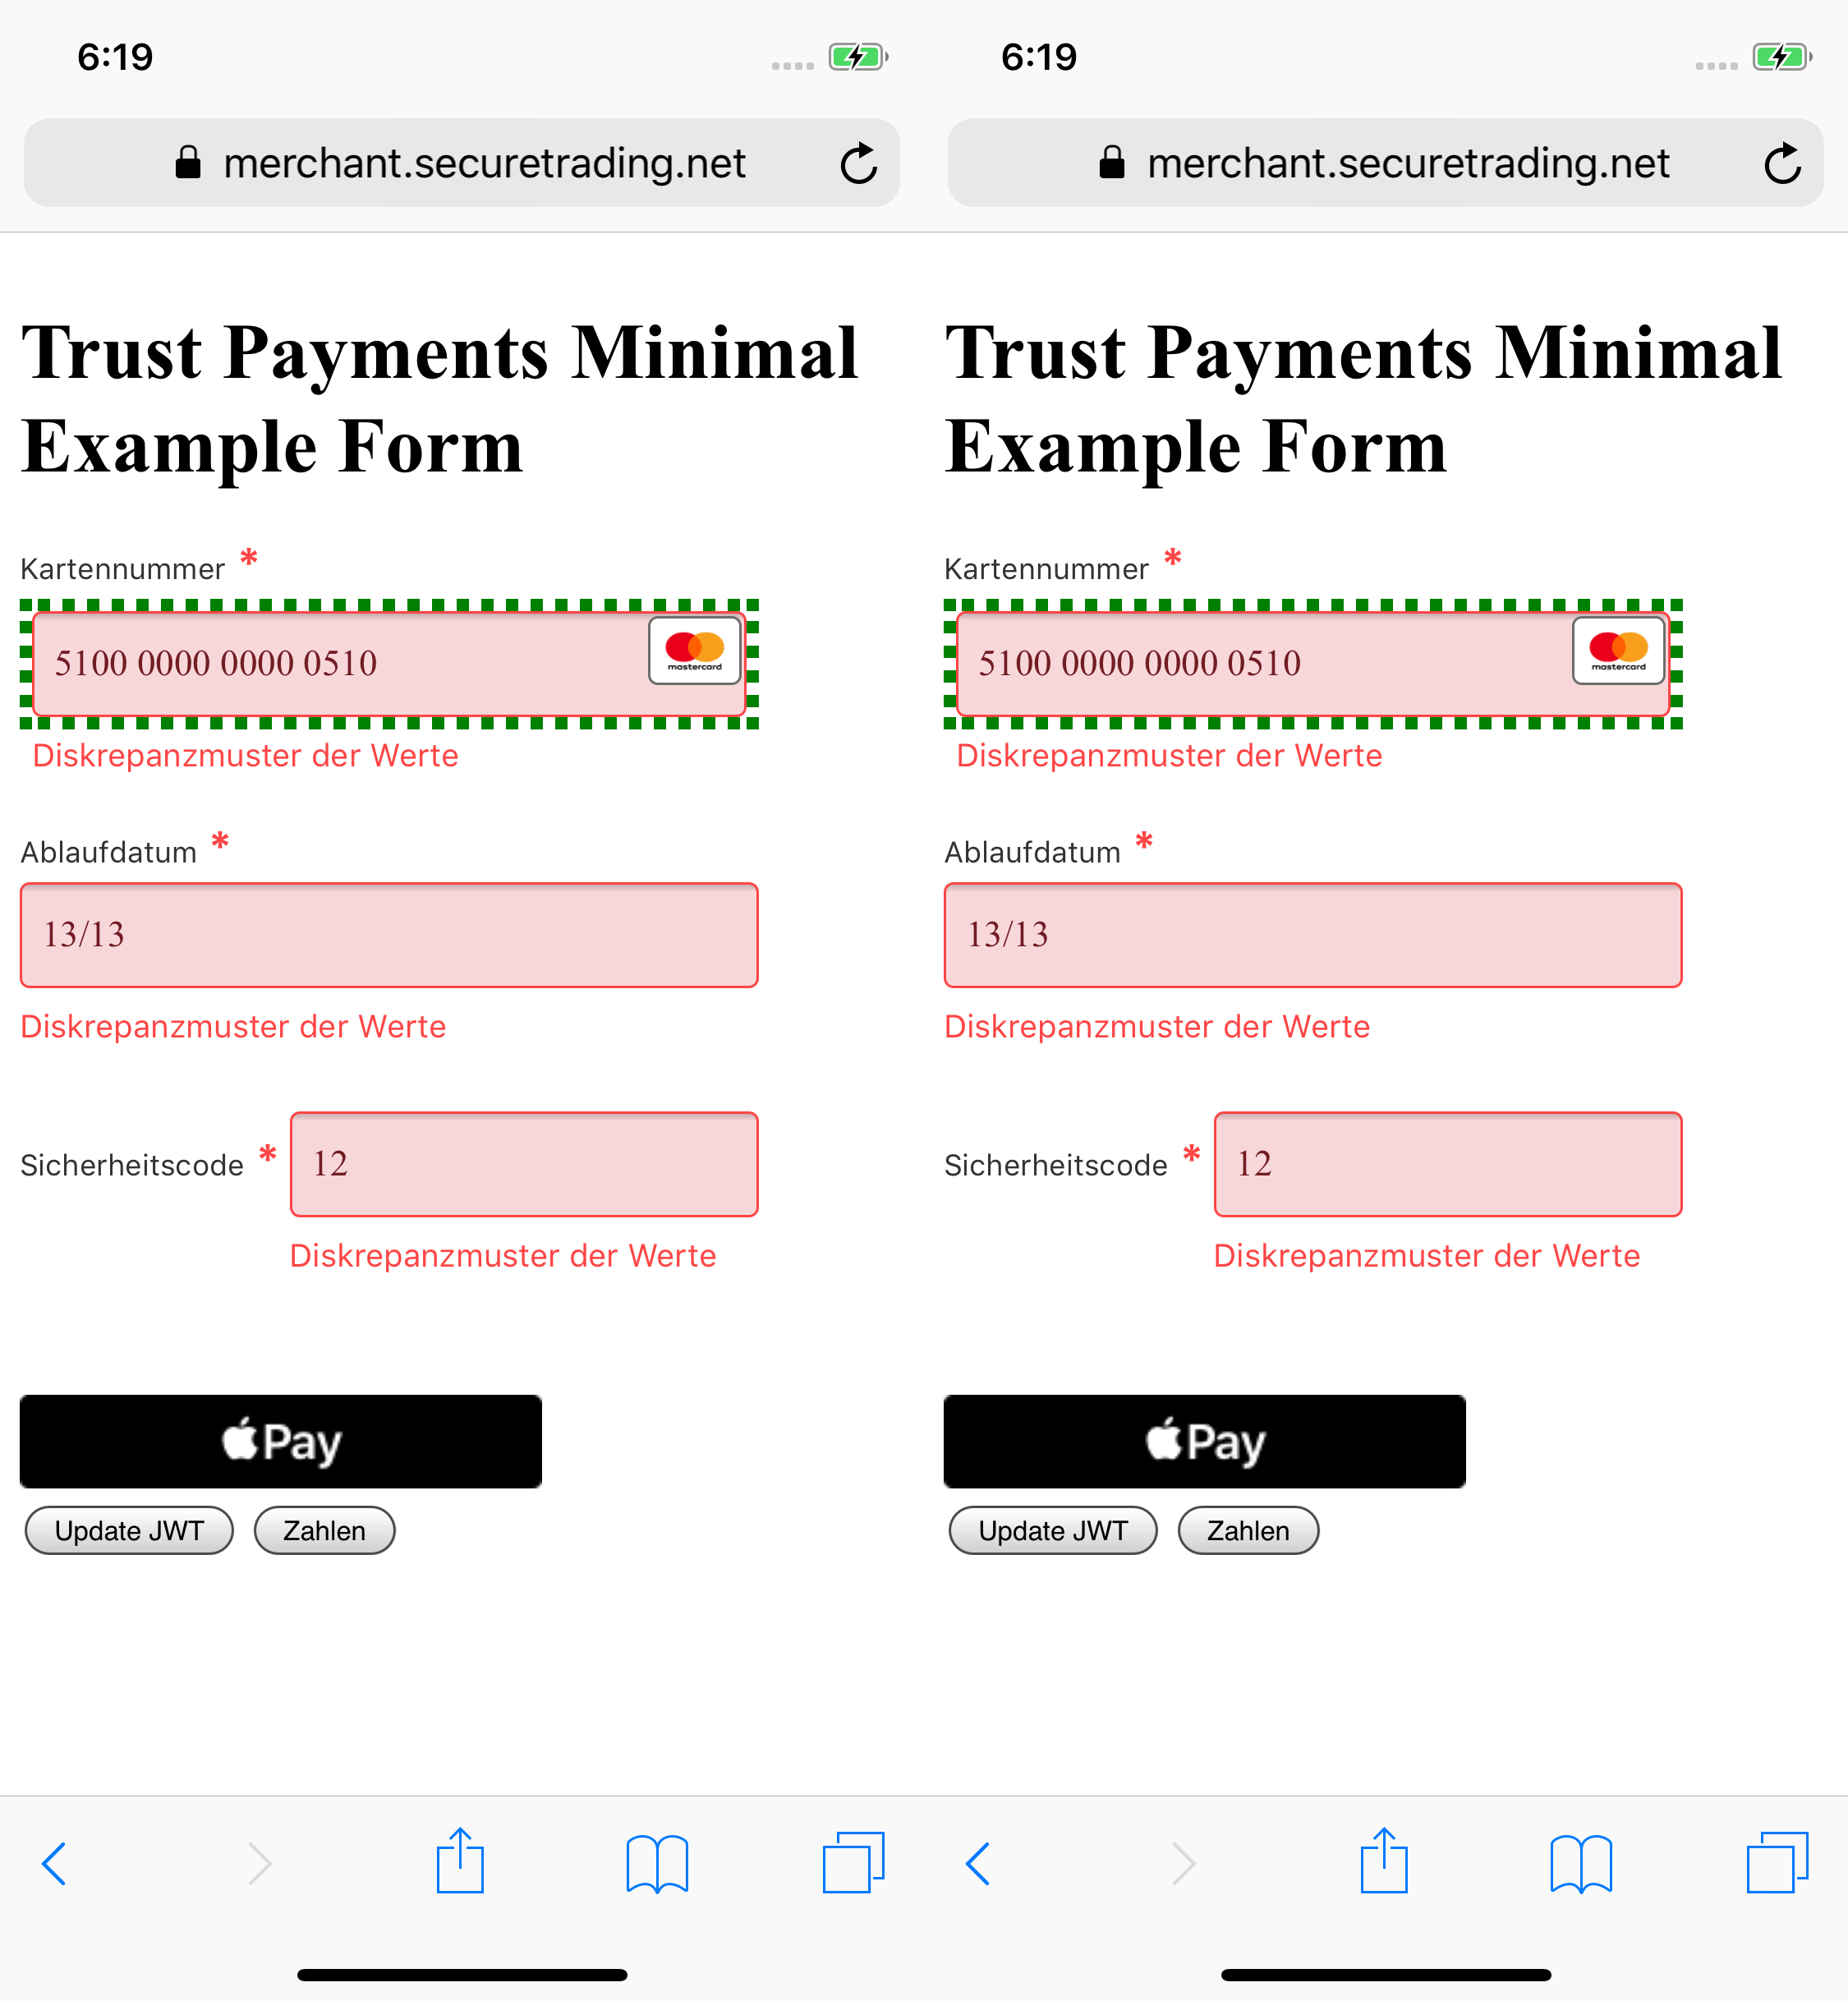 6:19
merchant.securetrading.net
Trust Payments Minimal
Example Form
Kartennummer *
5100 0000 0000 0510
mastercard
Diskrepanzmuster der Werte
Ablaufdatum *
13/13
Diskrepanzmuster der Werte
Sicherheitscode * 12
Diskrepanzmuster der Werte
Pay
Update JWT Zahlen
6:19
merchant.securetrading.net
Trust Payments Minimal
Example Form
Kartennummer *
5100 0000 0000 0510
mastercard
Diskrepanzmuster der Werte
Ablaufdatum *
13/13
Diskrepanzmuster der Werte
Sicherheitscode * 12
Diskrepanzmuster der Werte
Pay
Update JWT Zahlen